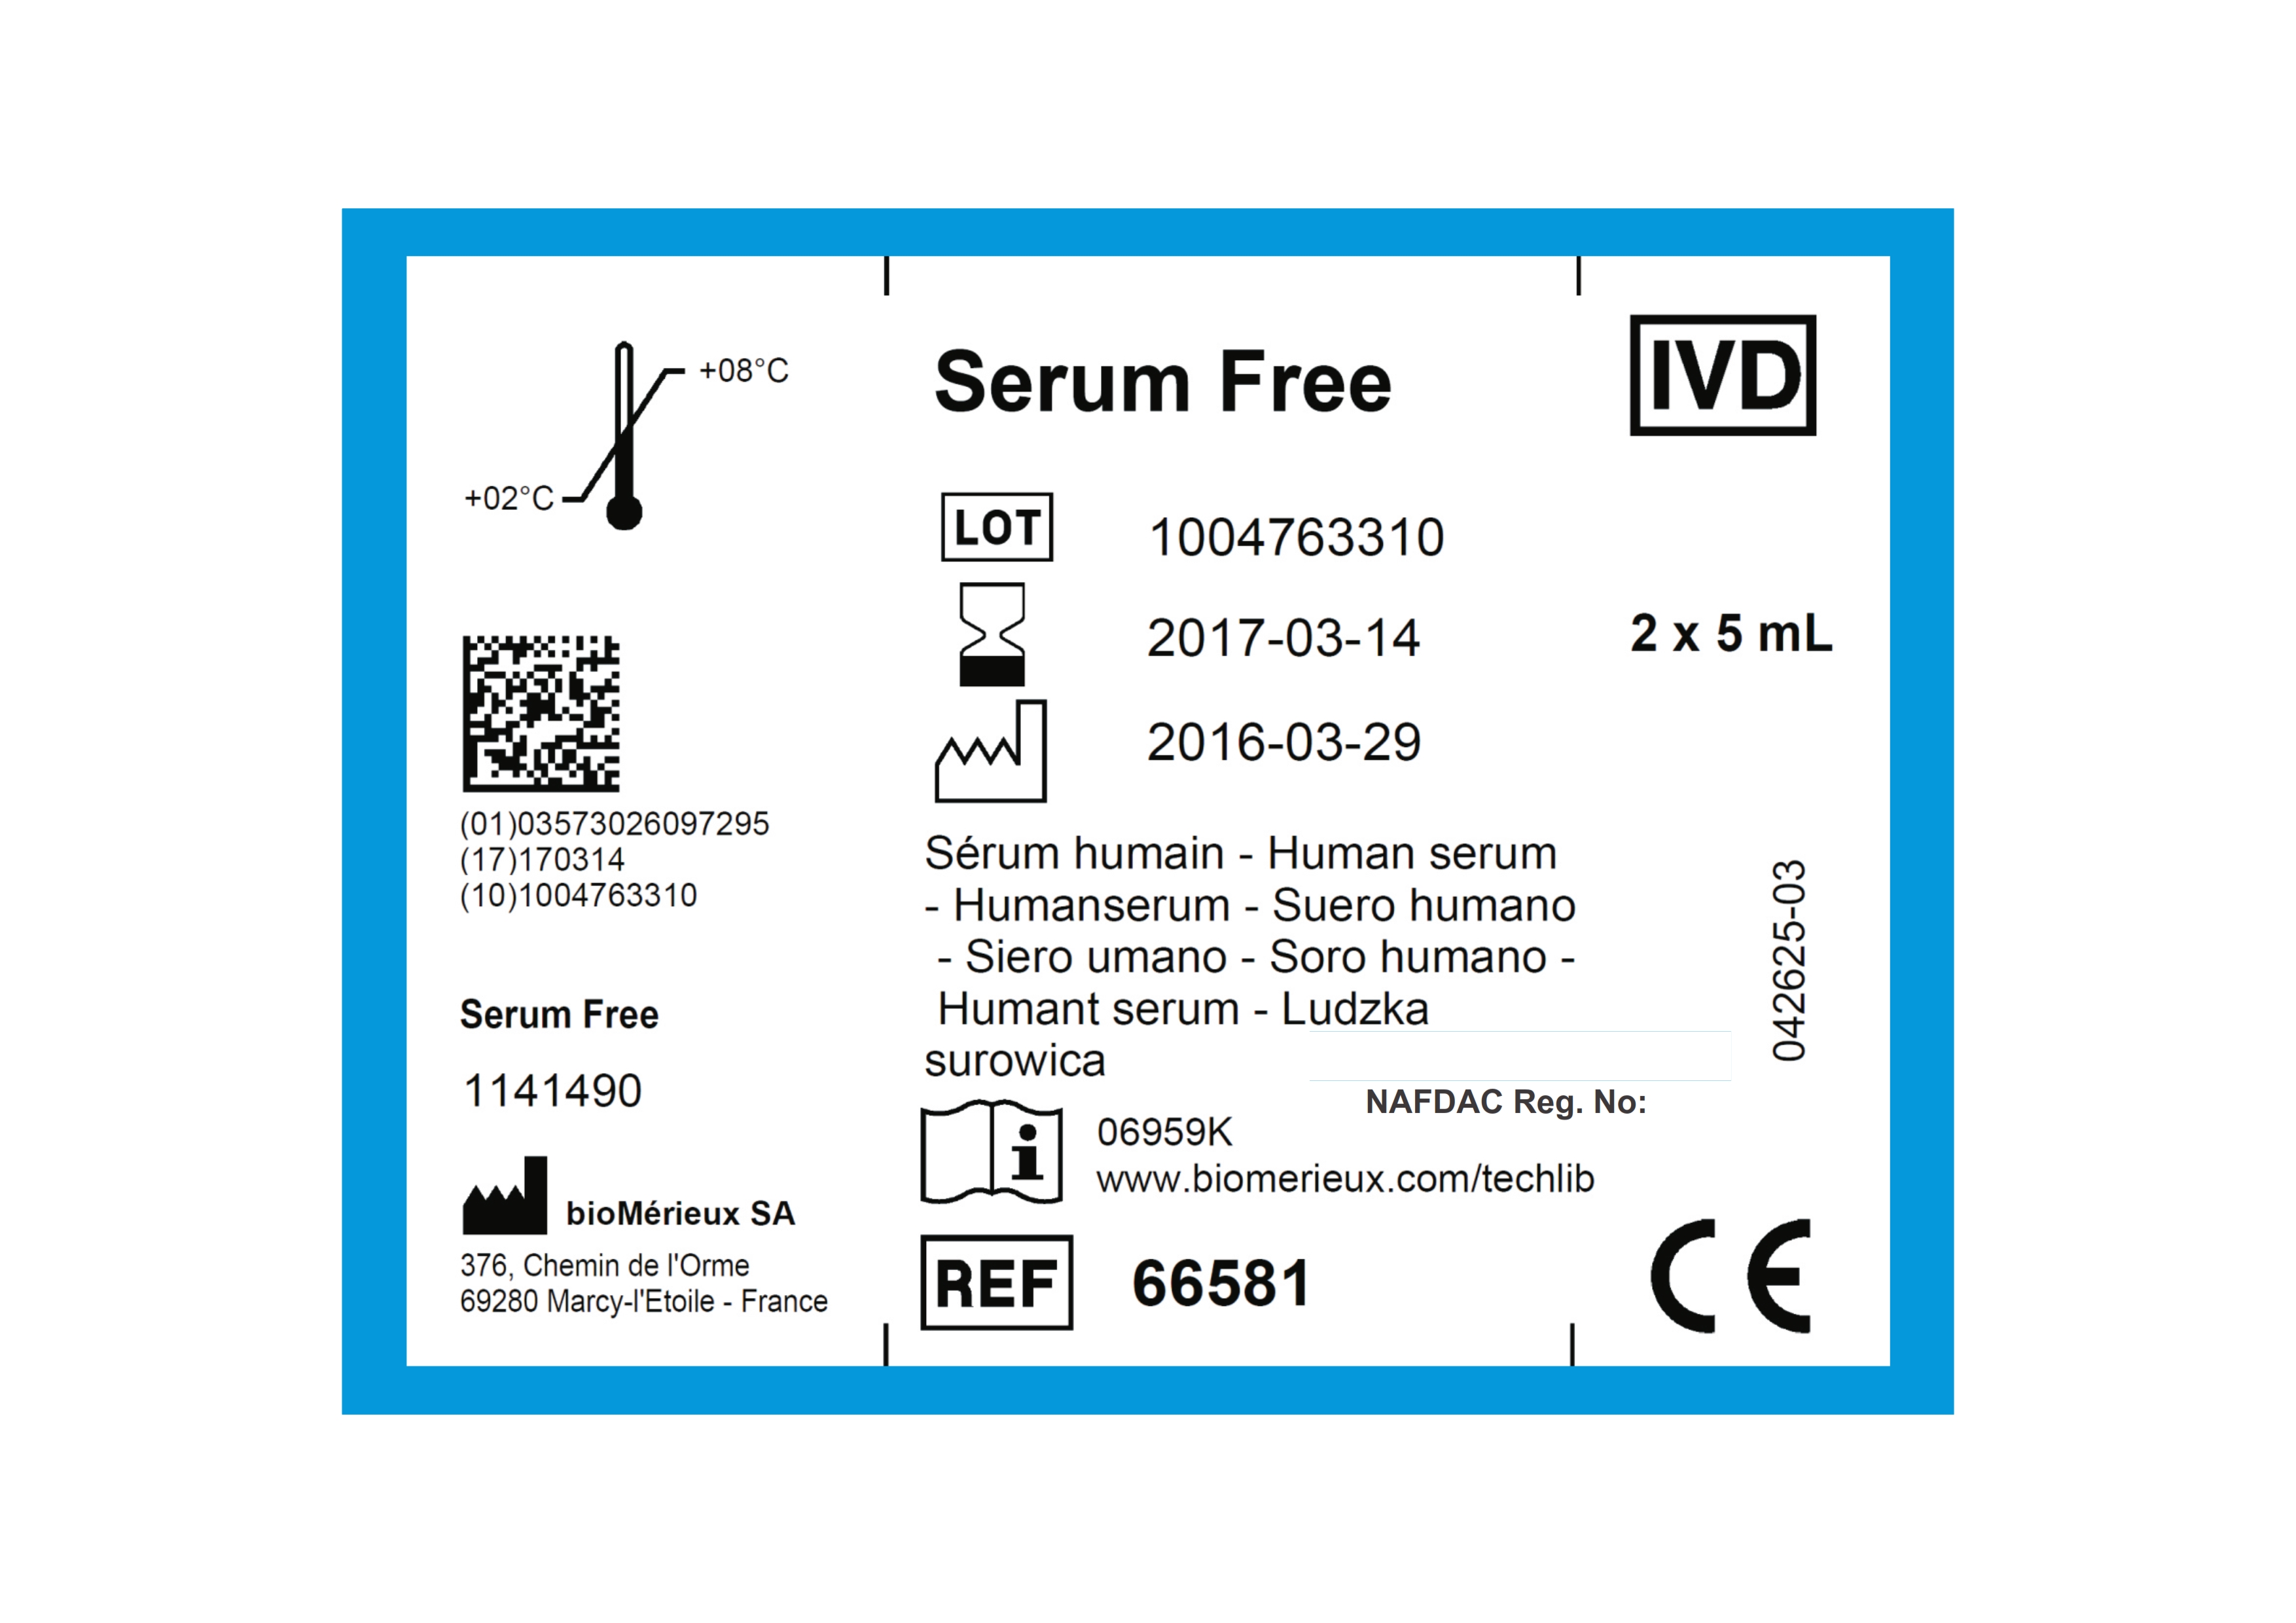 +08°C
+02°C
(01)03573026097295
(17)170314
(10)1004763310
Serum Free
1141490
bioMérieux SA
376, Chemin de l'Orme
69280 Marcy-l'Etoile - France
Serum Free
LOT 1004763310
2017-03-14
2016-03-29
Sérum humain - Human serum
- Humanserum - Suero humano
- Siero umano - Soro humano -
Humant serum - Ludzka
surowica
NAFDAC Reg. No:
06959K
www.biomerieux.com/techlib
REF 66581
IVD
2 x 5 mL
042625-03
CE